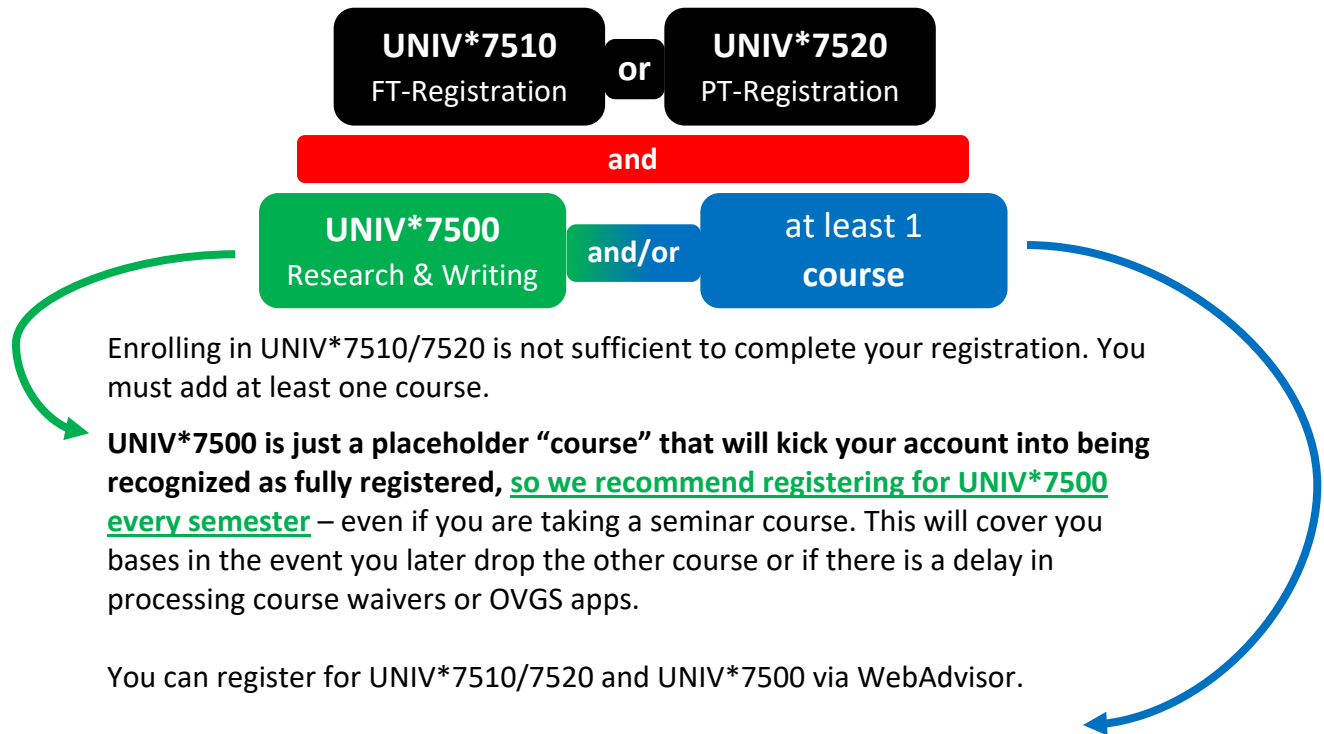 UNIV*7510
FT-Registration
or
UNIV*7520
PT-Registration
and
UNIV*7500
Research & Writing
and/or
at least 1
course
Enrolling in UNIV*7510/7520 is not sufficient to complete your registration. You
must add at least one course.
UNIV*7500 is just a placeholder “course” that will kick your account into being
recognized as fully registered, so we recommend registering for UNIV*7500
every semester – even if you are taking a seminar course. This will cover you
bases in the event you later drop the other course or if there is a delay in
processing course waivers or OVGS apps.
You can register for UNIV*7510/7520 and UNIV*7500 via WebAdvisor.